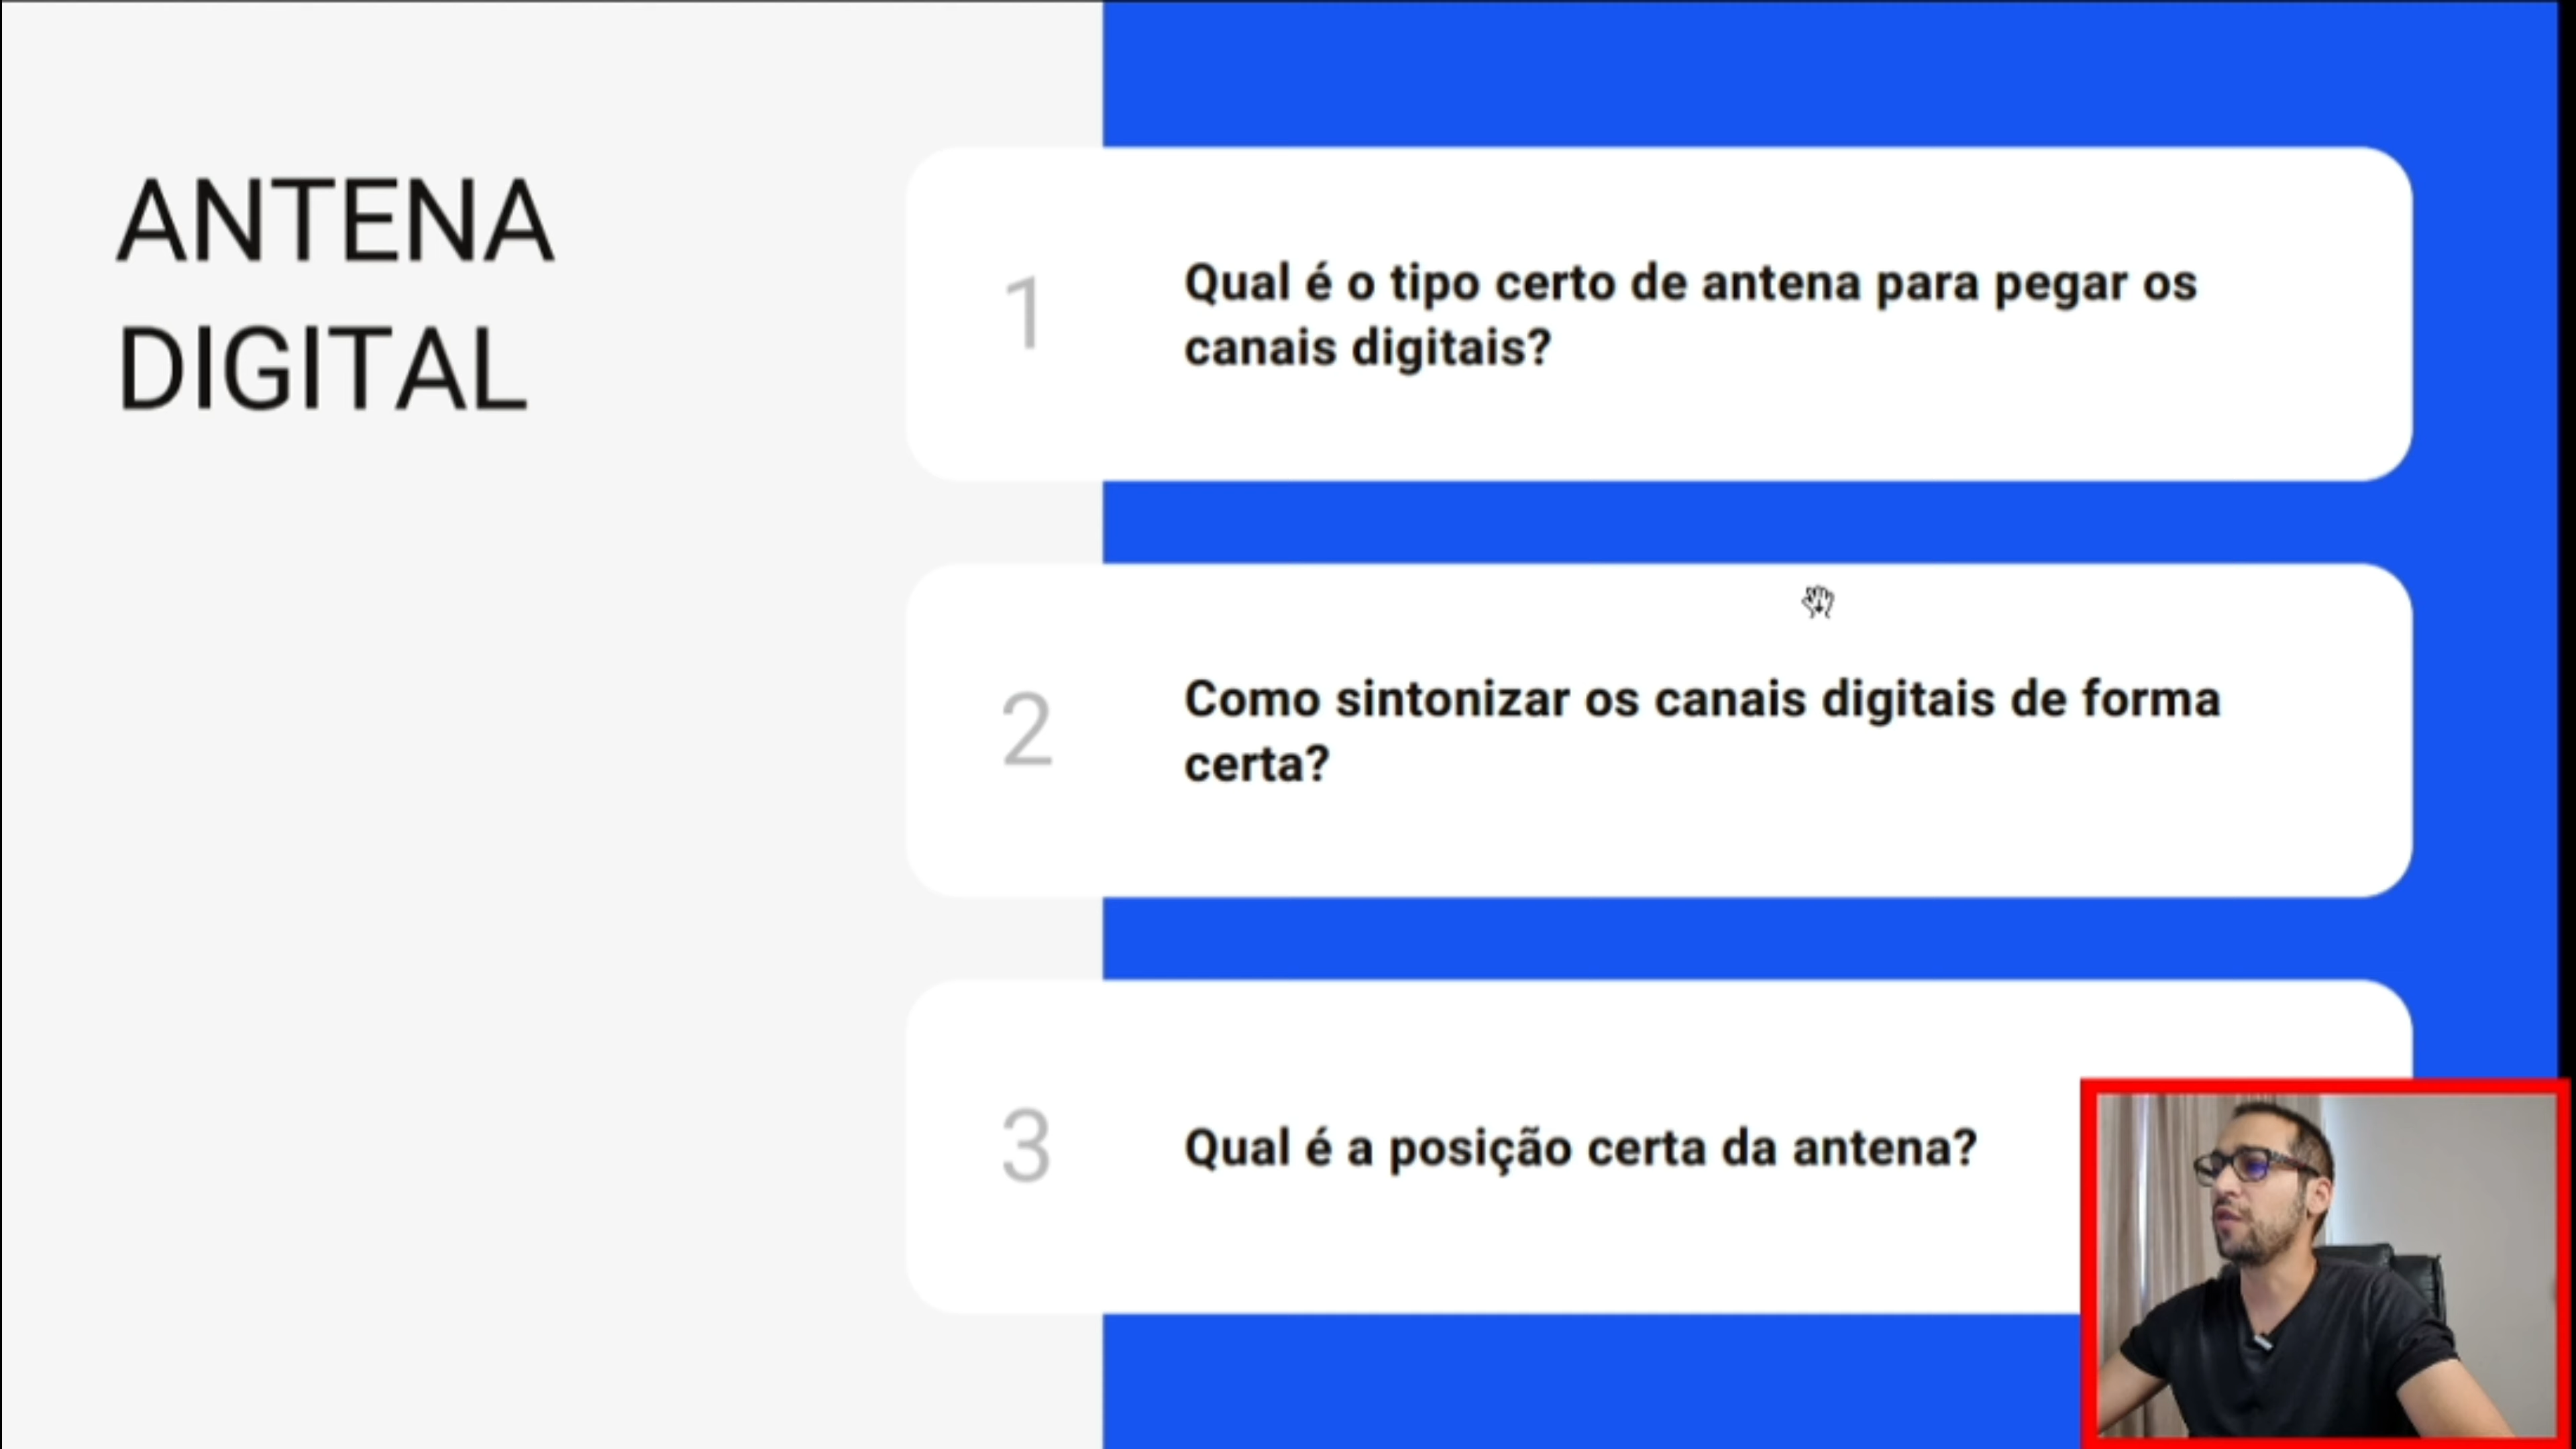 ANTENA
DIGITAL
1
Qual é o tipo certo de antena para pegar os
canais digitais?
2
Como sintonizar os canais digitais de forma
certa?
3
Qual é a posição certa da antena?